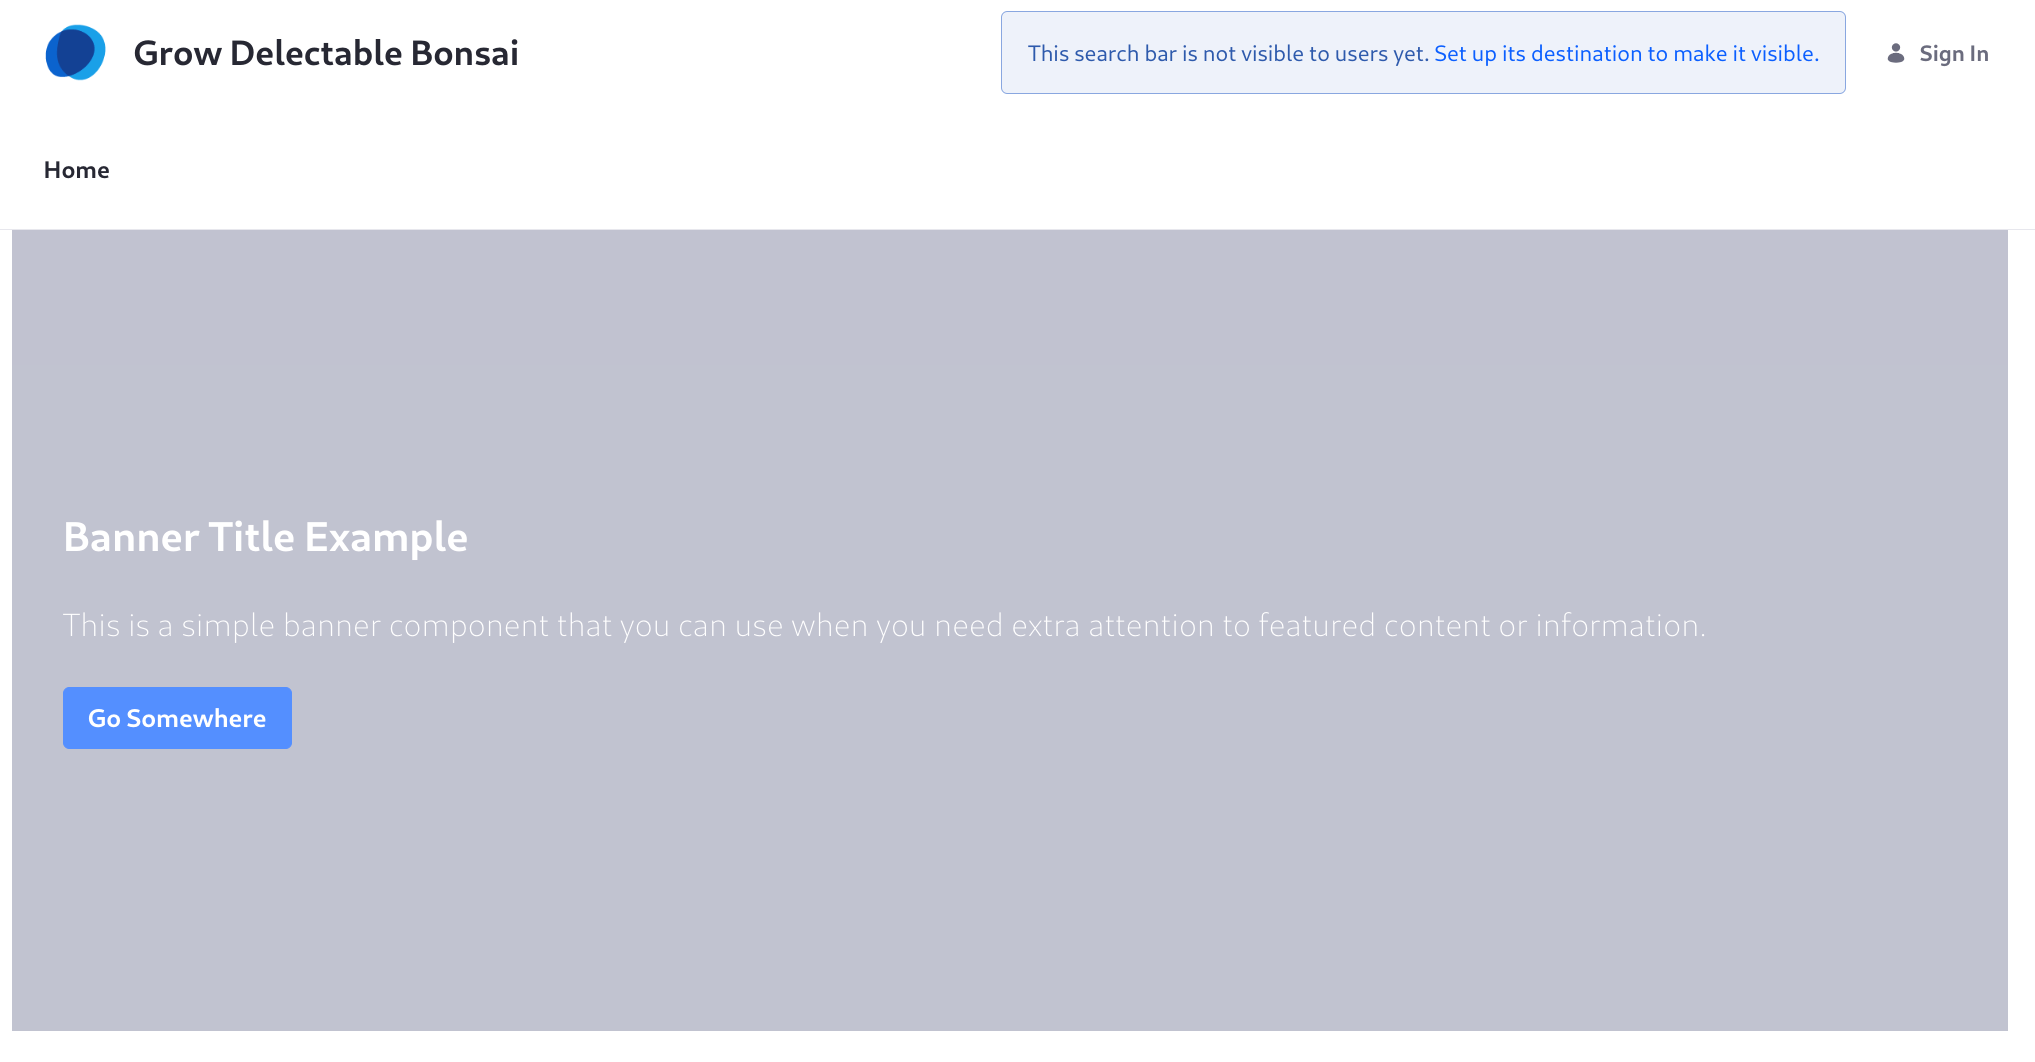 Grow Delectable Bonsai
This search bar is not visible to users yet. Set up its destination to make it visible.
Sign In
Home
Banner Title Example
This is a simple banner component that you can use when you need extra attention to featured content or information.
Go Somewhere